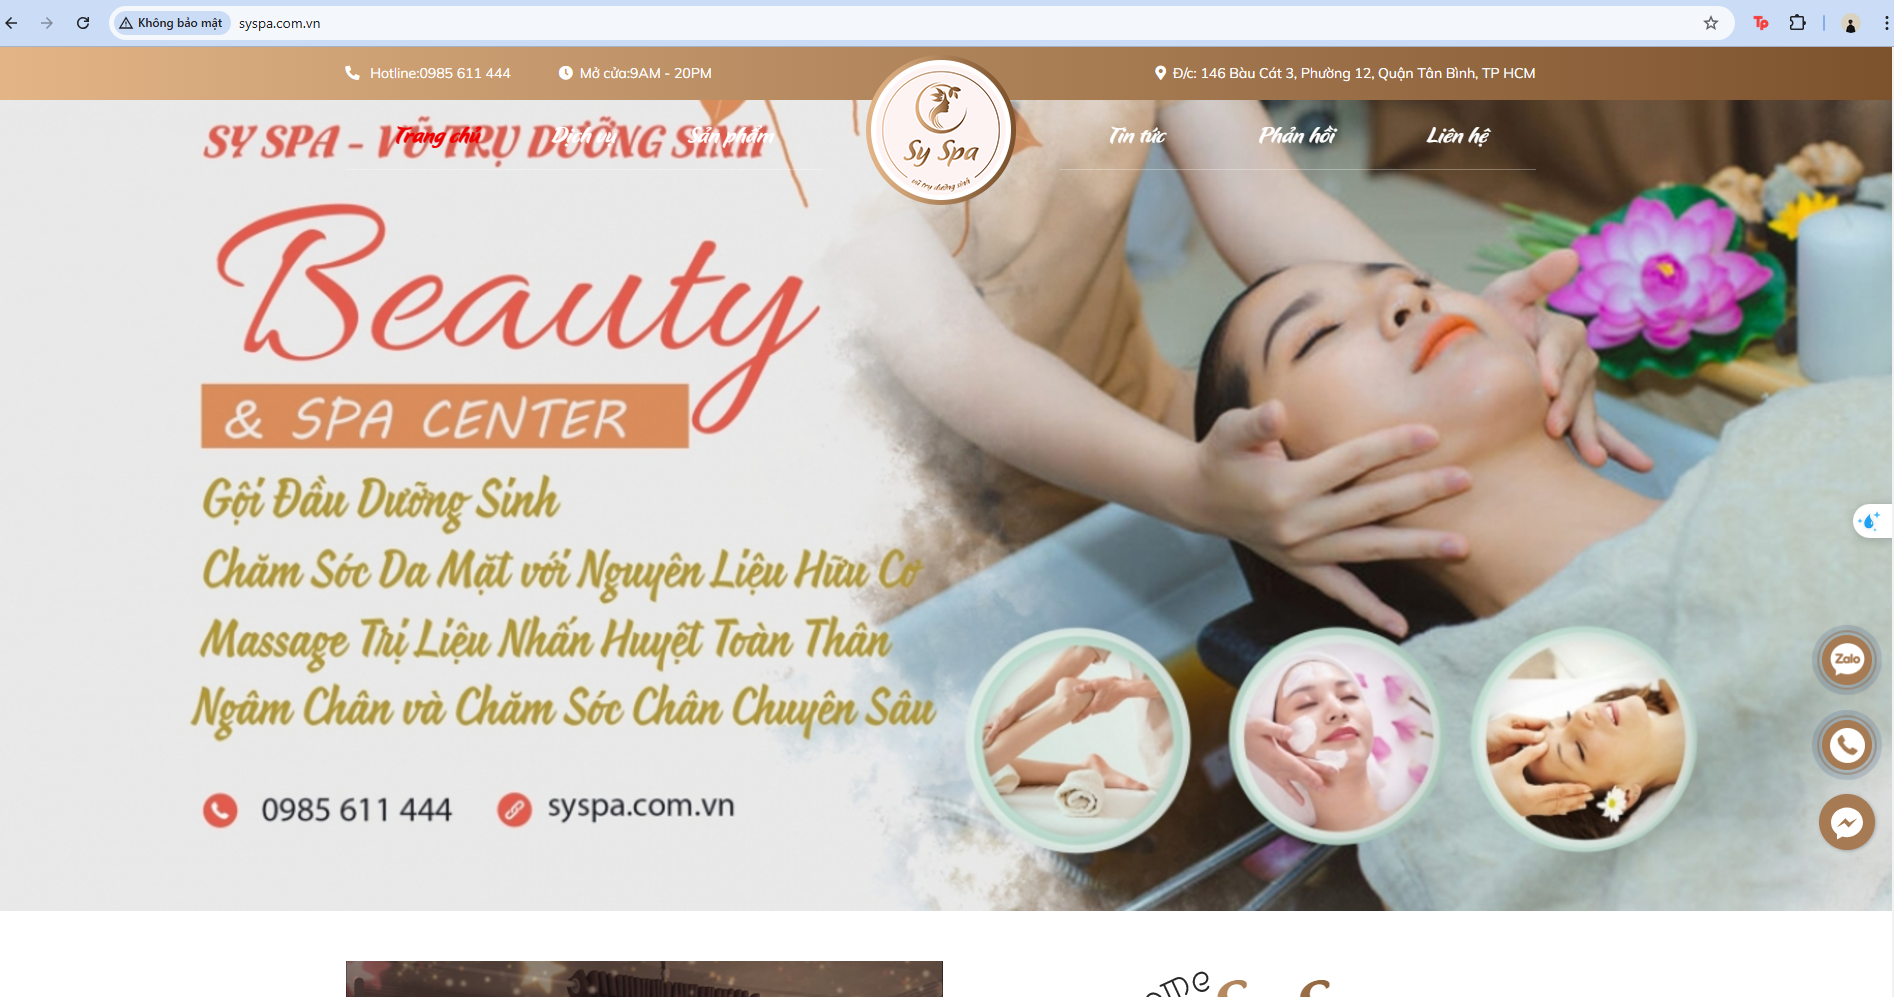 Không bảo mật
syspa.com.vn
Hotline:0985 611 444
Mở cửa:9AM - 20PM
Đ/c: 146 Bàu Cát 3, Phường 12, Quận Tân Bình, TP HCM
SY SPA - VŨ TRỤ DƯỠNG SINH
Trang chủ
Dịch vụ
Sản phẩm
Sy Spa
vũ trụ dưỡng sinh
Tin tức
Phản hồi
Liên hệ
Beauty
& SPA CENTER
Gội Đầu Dưỡng Sinh
Chăm Sóc Da Mặt với Nguyên Liệu Hữu Cơ
Massage Trị Liệu Nhấn Huyệt Toàn Thân
Ngâm Chân và Chăm Sóc Chân Chuyên Sâu
0985 611 444
syspa.com.vn
Zalo